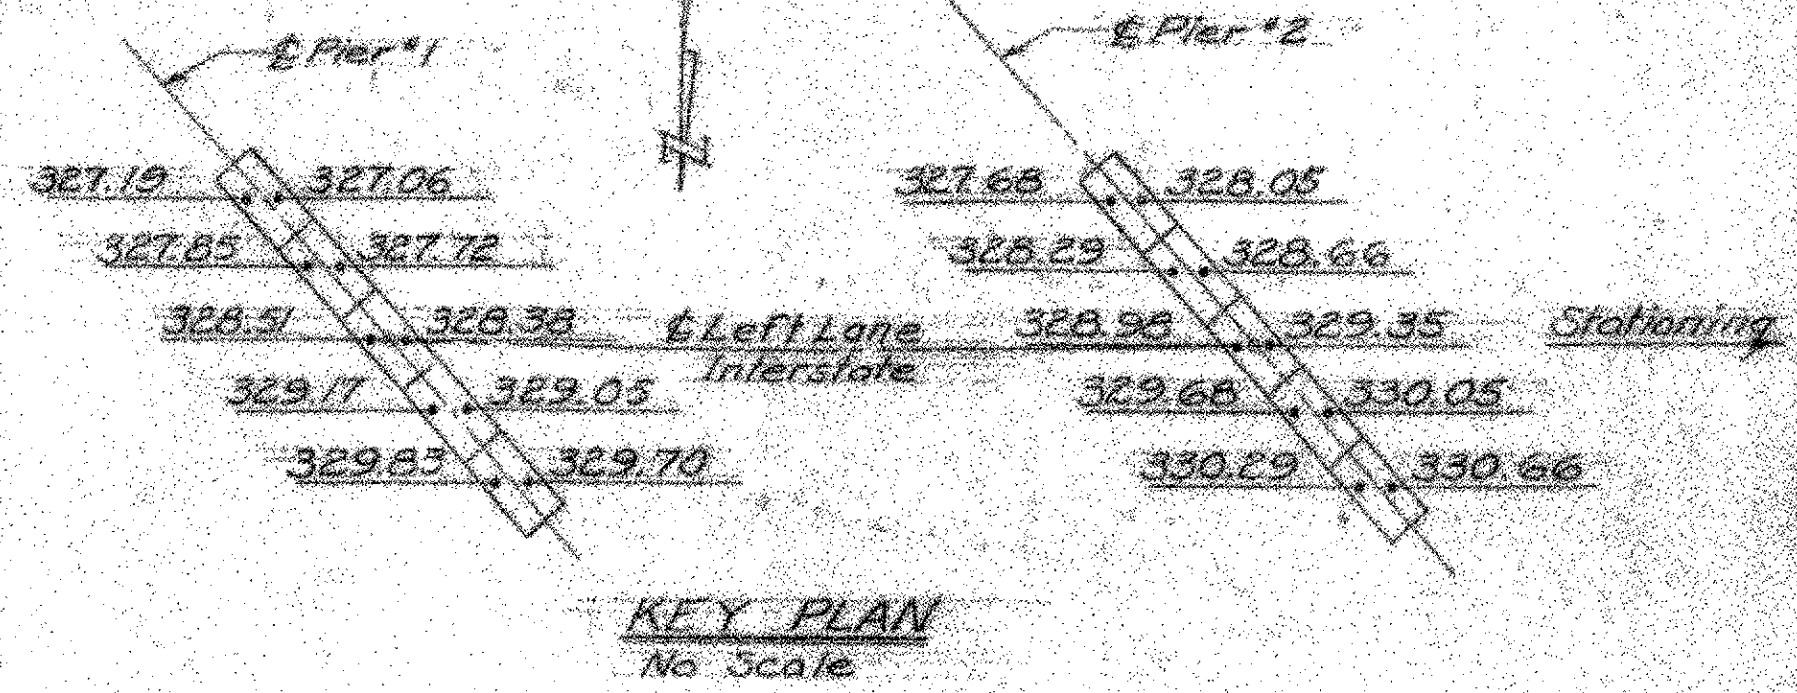 ℄ Pier #1
℄ Pier #2
N
327.19 327.06
327.68 328.05
327.85 327.72
328.29 328.66
328.51 328.38
℄ Left Lane
Interstate
328.98 329.35
Stationing
329.17 329.05
329.68 330.05
329.83 329.70
330.29 330.66
KEY PLAN
No Scale